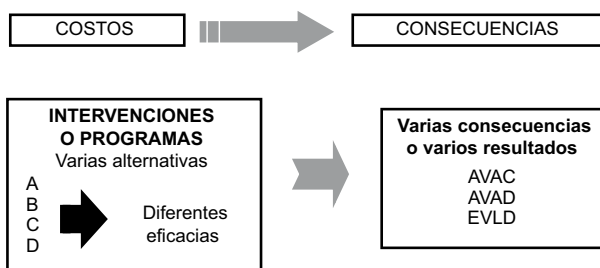 COSTOS
CONSECUENCIAS
INTERVENCIONES
O PROGRAMAS
Varias alternativas
A
B
C
D
Diferentes
eficacias
Varias consecuencias
o varios resultados
AVAC
AVAD
EVLD